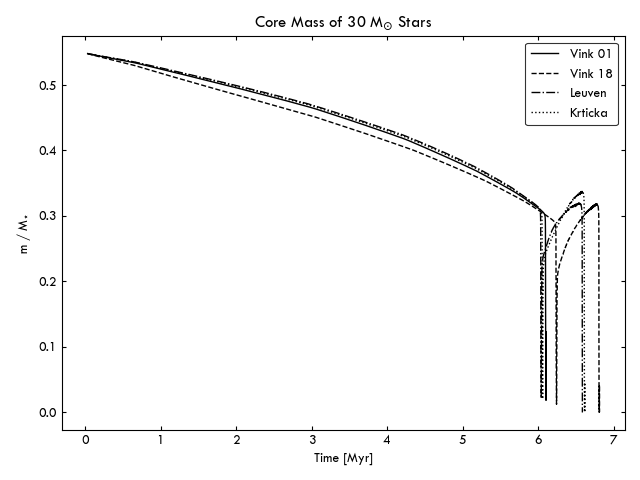 Core Mass of 30 M☉ Stars
Vink 01
Vink 18
Leuven
Krticka
m / M⋆
0.5
0.4
0.3
0.2
0.1
0.0
0 1 2 3 4 5 6 7
Time [Myr]